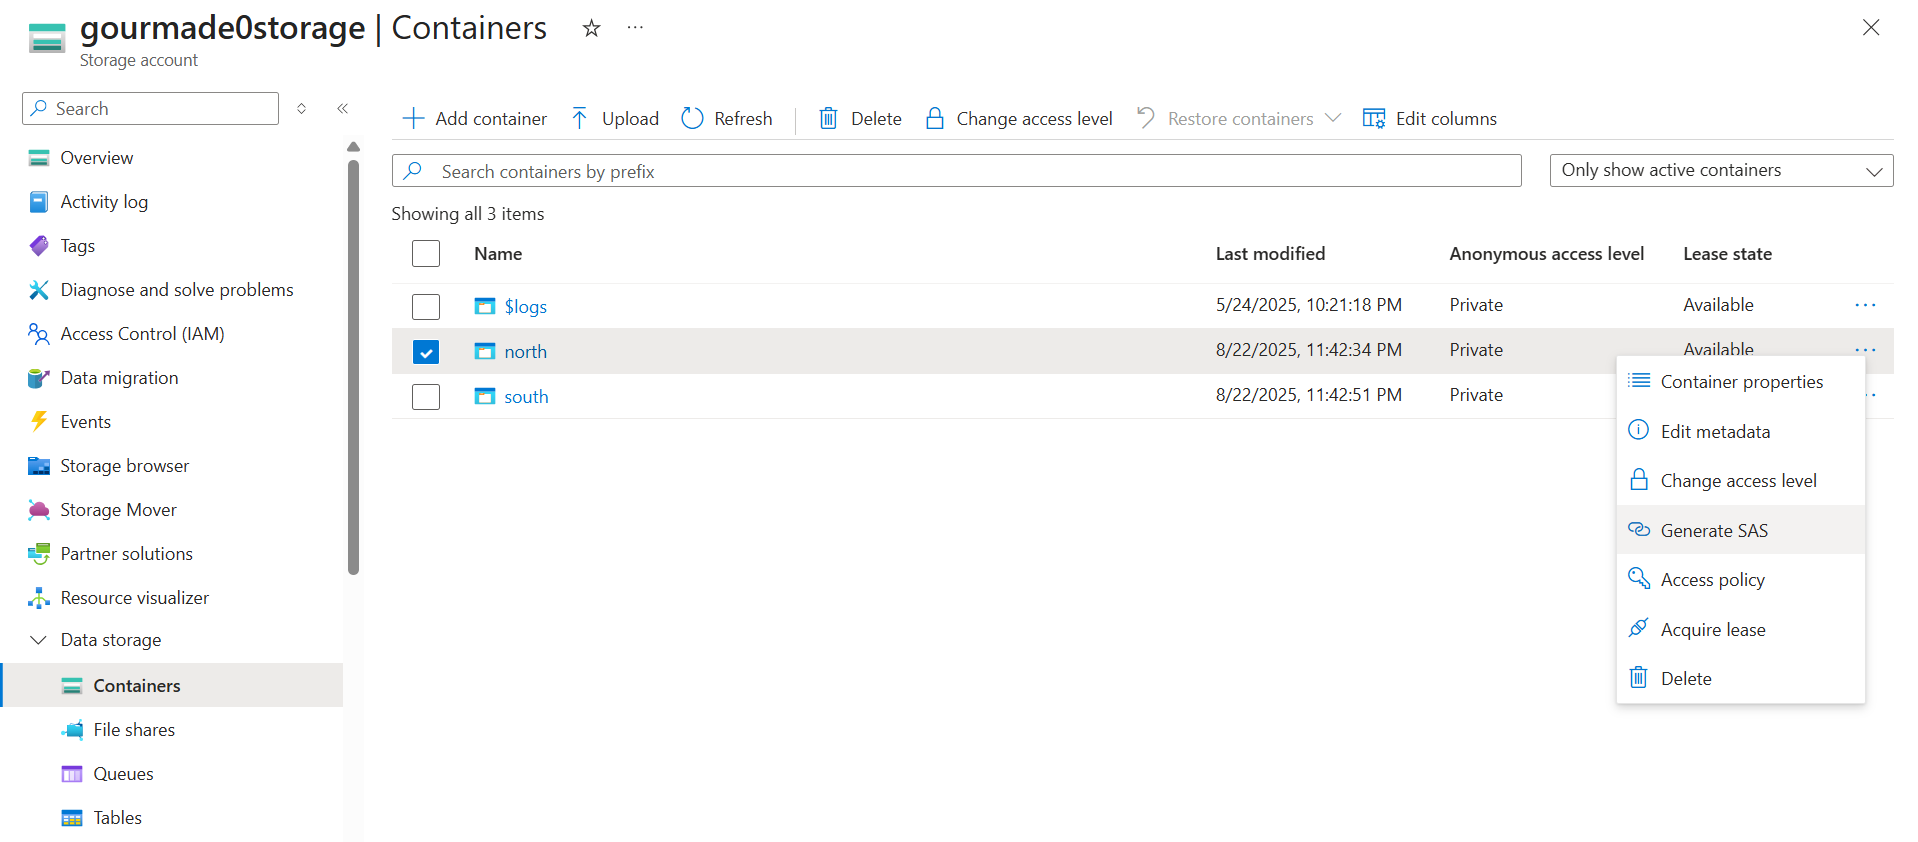 gourmade0storage | Containers
Storage account
Search
Overview
Activity log
Tags
Diagnose and solve problems
Access Control (IAM)
Data migration
Events
Storage browser
Storage Mover
Partner solutions
Resource visualizer
Data storage
Containers
File shares
Queues
Tables
Add container Upload Refresh Delete Change access level Restore containers Edit columns
Search containers by prefix Only show active containers
Showing all 3 items
Name Last modified Anonymous access level Lease state
$logs 5/24/2025, 10:21:18 PM Private Available
north 8/22/2025, 11:42:34 PM Private Available
south 8/22/2025, 11:42:51 PM Private
Container properties
Edit metadata
Change access level
Generate SAS
Access policy
Acquire lease
Delete